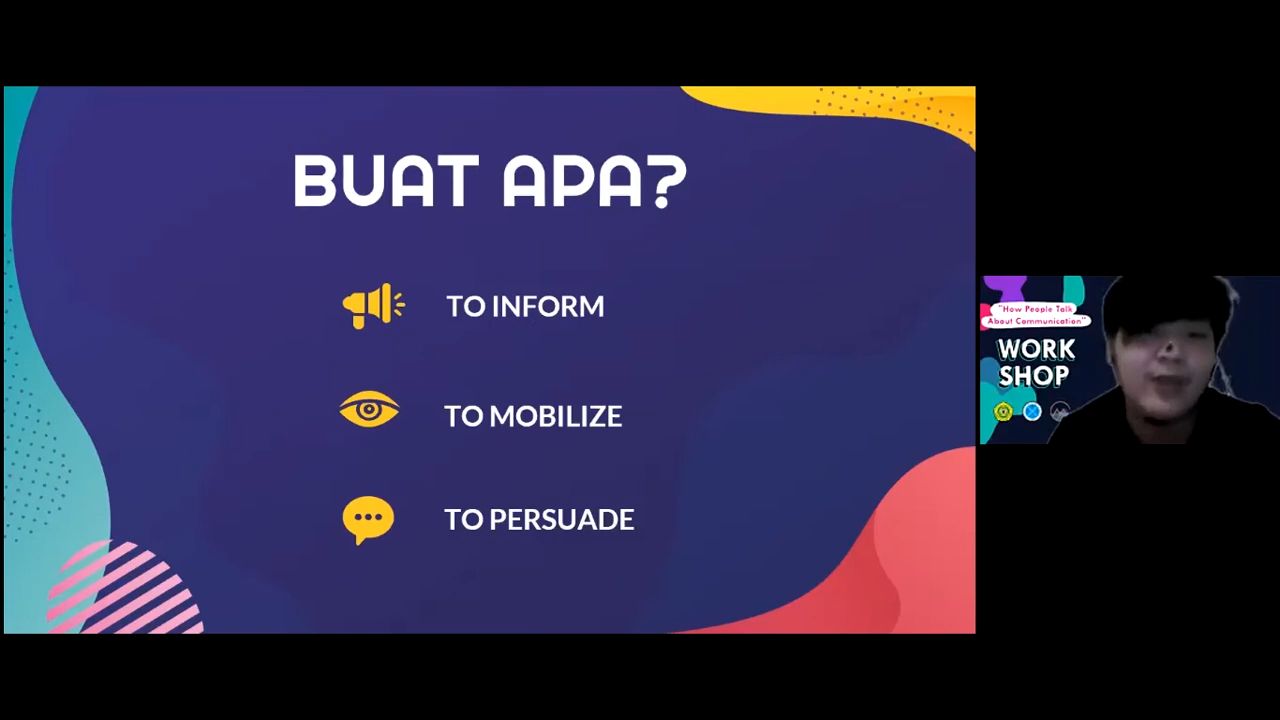 BUAT APA?
TO INFORM
TO MOBILIZE
TO PERSUADE
"How People Talk
About Communication"
WORK
SHOP